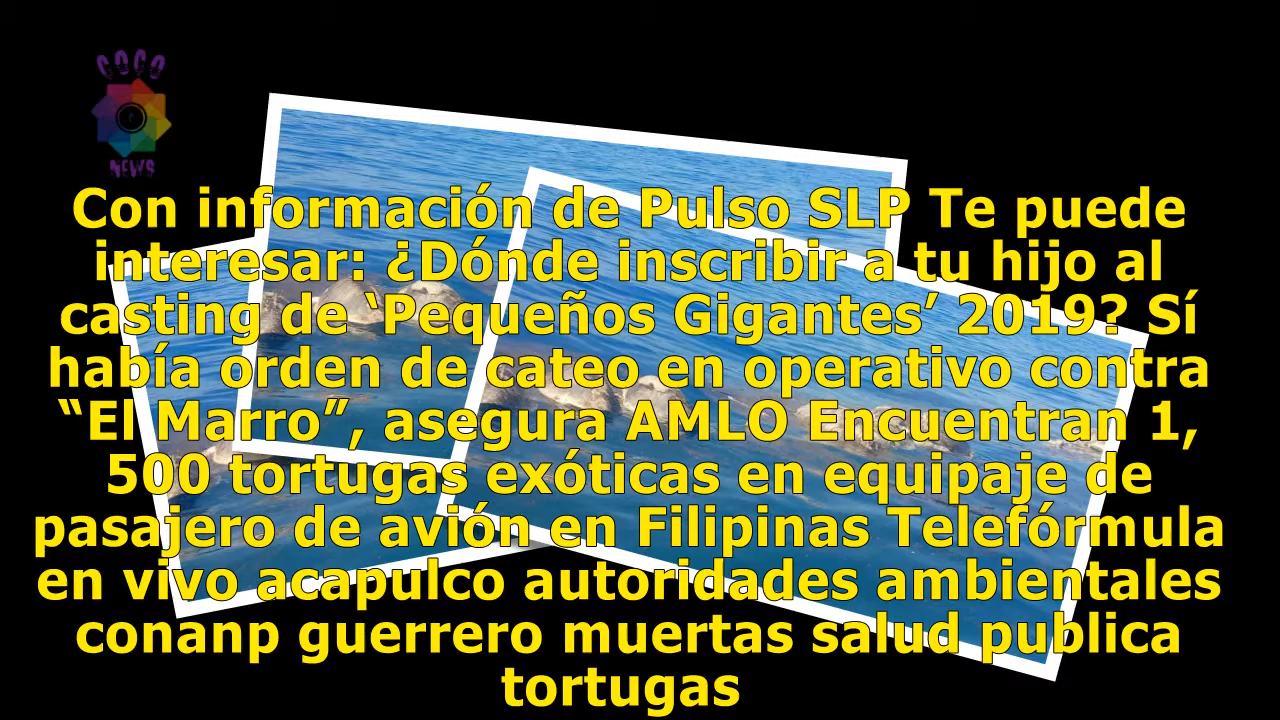 COCO
NEWS
Con información de Pulso SLP Te puede
interesar: ¿Dónde inscribir a tu hijo al
casting de ‘Pequeños Gigantes’ 2019? Sí
había orden de cateo en operativo contra
“El Marro”, asegura AMLO Encuentran 1,
500 tortugas exóticas en equipaje de
pasajero de avión en Filipinas Telefórmula
en vivo acapulco autoridades ambientales
conanp guerrero muertas salud publica
tortugas